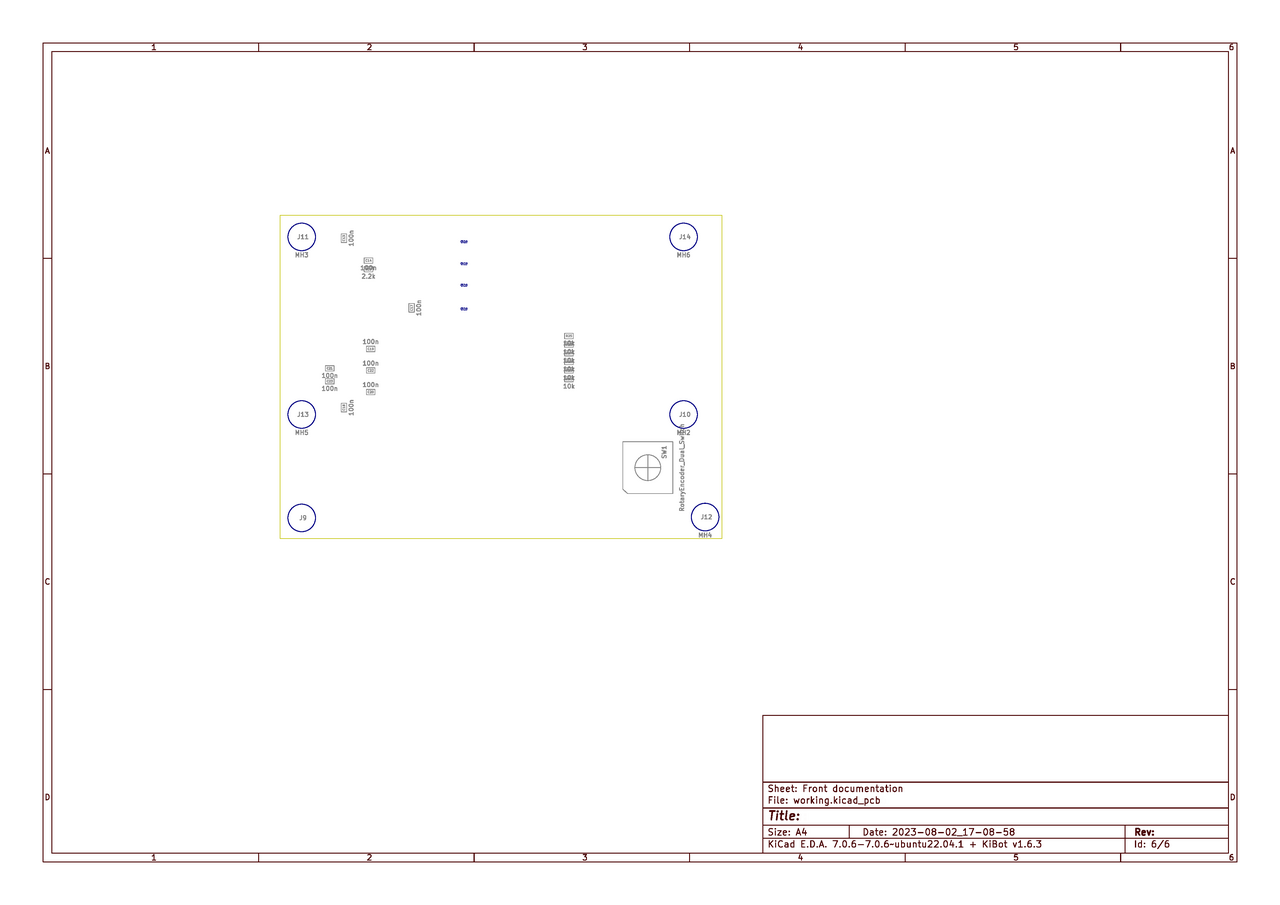 1 2 3 4 5 6
A A
J11 100n J14
MH3 MH6
100n
2.2k
100n
B B
100n
10k
10k
100n
10k
100n
10k
100n
100n
10k
10k
100n
J13 J10
MH5 MH2
SW1
RotaryEncoder_Dual_Sw
J9 J12
MH4
C C
Sheet: Front documentation
D D
File: working.kicad_pcb
Title:
Size: A4 Date: 2023-08-02_17-08-58 Rev:
KiCad E.D.A. 7.0.6-7.0.6~ubuntu22.04.1 + KiBot v1.6.3 Id: 6/6
1 2 3 4 5 6